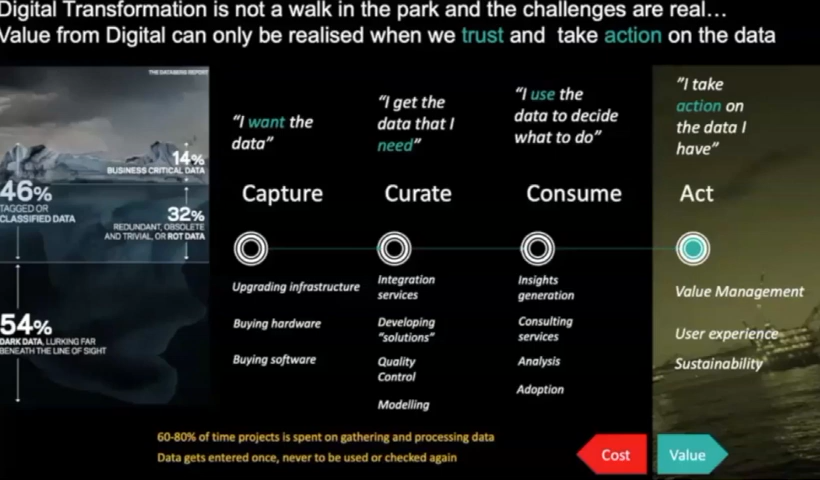 Digital Transformation is not a walk in the park and the challenges are real…
Value from Digital can only be realised when we trust and take action on the data
THE DATABERG REPORT
14%
BUSINESS CRITICAL DATA
46%
TAGGED OR
CLASSIFIED DATA
32%
REDUNDANT, OBSOLETE
AND TRIVIAL, OR ROT DATA
54%
DARK DATA, LURKING FAR
BENEATH THE LINE OF SIGHT
“I want the
data”
Capture
Upgrading infrastructure
Buying hardware
Buying software
“I get the
data that I
need”
Curate
Integration
services
Developing
“solutions”
Quality
Control
Modelling
“I use the
data to decide
what to do”
Consume
Insights
generation
Consulting
services
Analysis
Adoption
“I take
action on
the data I
have”
Act
Value Management
User experience
Sustainability
60-80% of time projects is spent on gathering and processing data
Data gets entered once, never to be used or checked again
Cost
Value